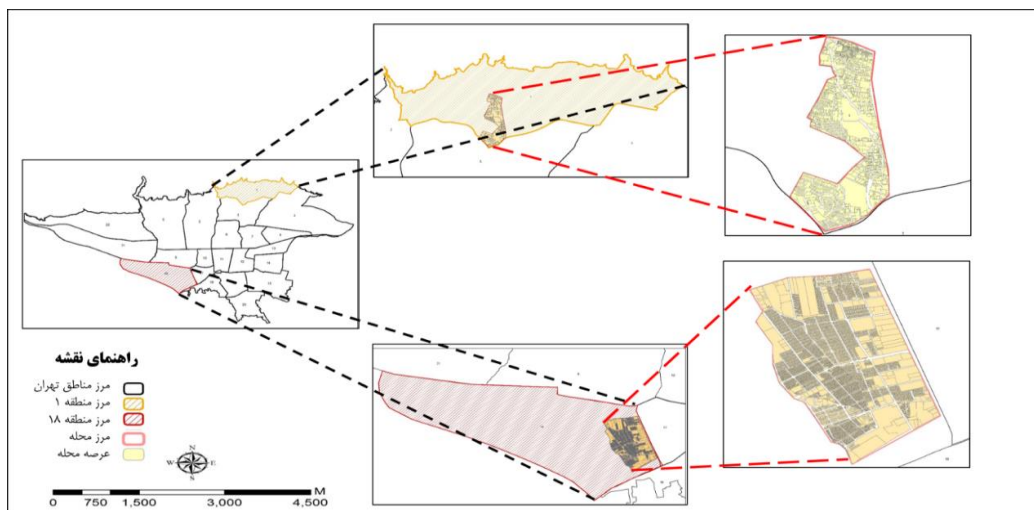 راهنمای نقشه
مرز مناطق تهران
مرز منطقه ۱
مرز منطقه ۱۸
مرز محله
عرصه محله
N
W E
S
M
0 750 1,500 3,000 4,500